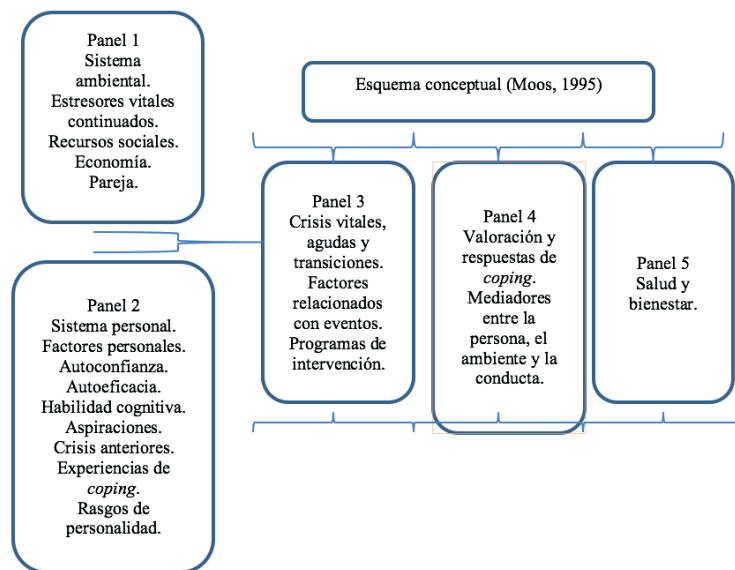 Panel 1
Sistema
ambiental.
Estresores vitales
continuados.
Recursos sociales.
Economía.
Pareja.
Esquema conceptual (Moos, 1995)
Panel 2
Sistema personal.
Factores personales.
Autoconfianza.
Autoeficacia.
Habilidad cognitiva.
Aspiraciones.
Crisis anteriores.
Experiencias de
coping.
Rasgos de
personalidad.
Panel 3
Crisis vitales,
agudas y
transiciones.
Factores
relacionados
con eventos.
Programas de
intervención.
Panel 4
Valoración y
respuestas de
coping.
Mediadores
entre la
persona, el
ambiente y la
conducta.
Panel 5
Salud y
bienestar.